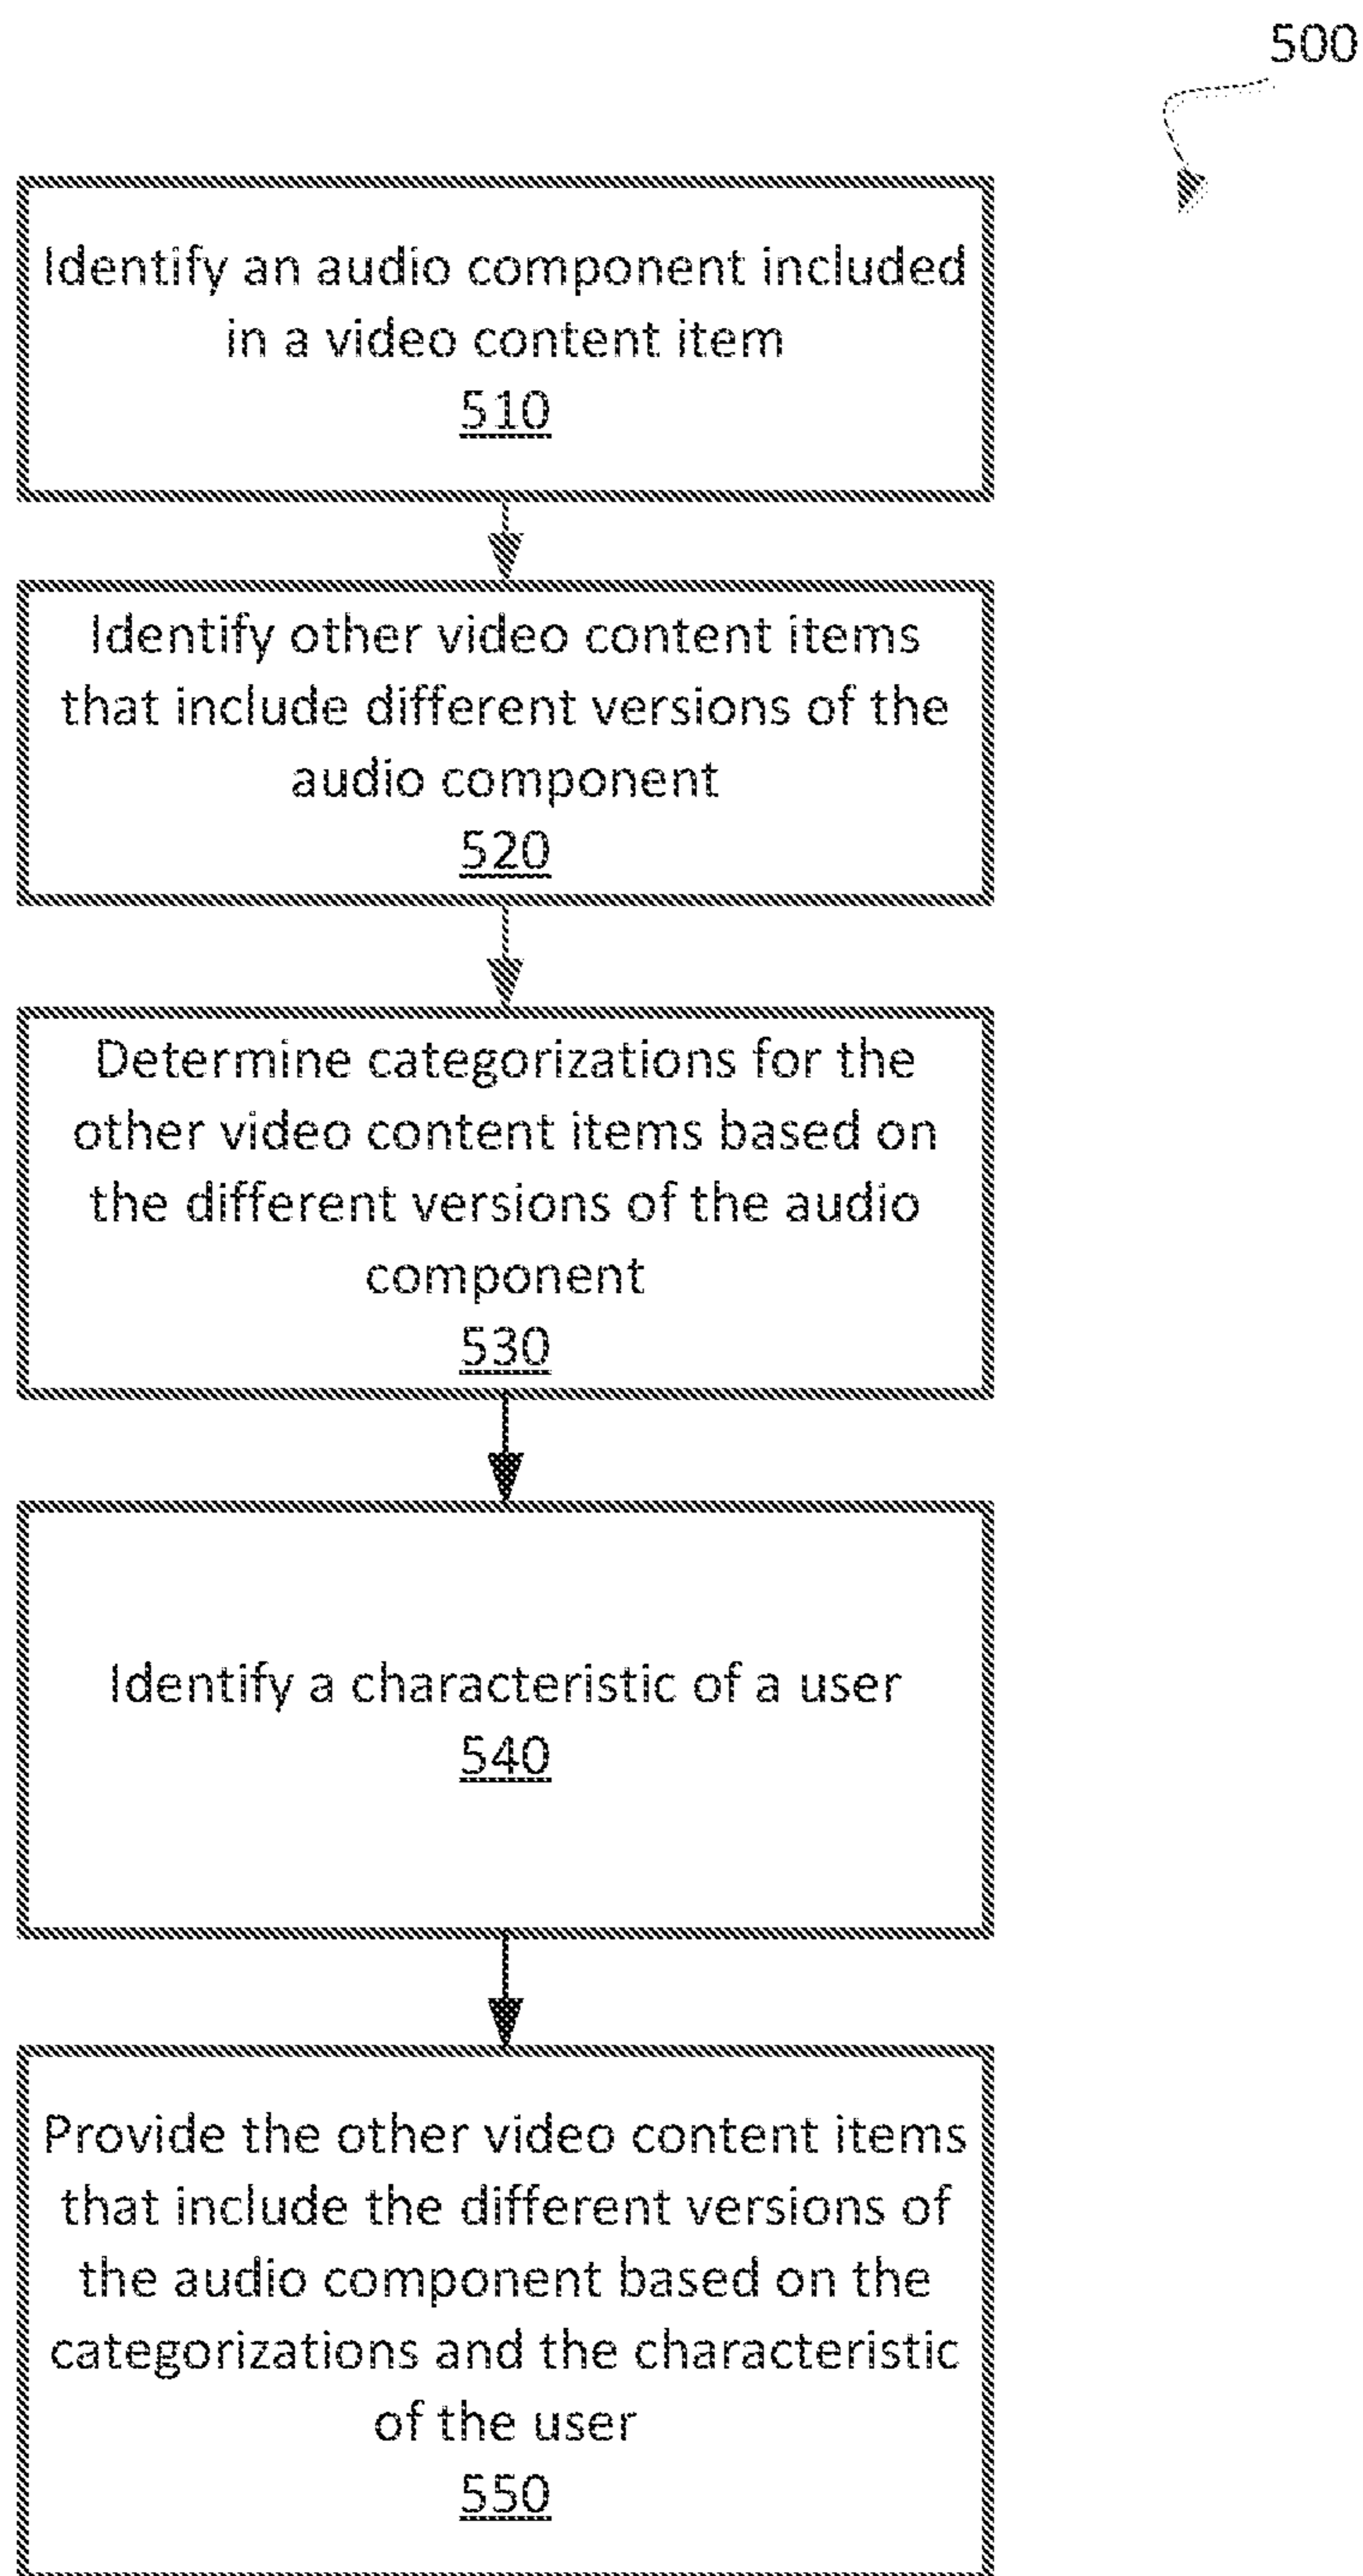 500
Identify an audio component included
in a video content item
510
Identify other video content items
that include different versions of the
audio component
520
Determine categorizations for the
other video content items based on
the different versions of the audio
component
530
Identify a characteristic of a user
540
Provide the other video content items
that include the different versions of
the audio component based on the
categorizations and the characteristic
of the user
550